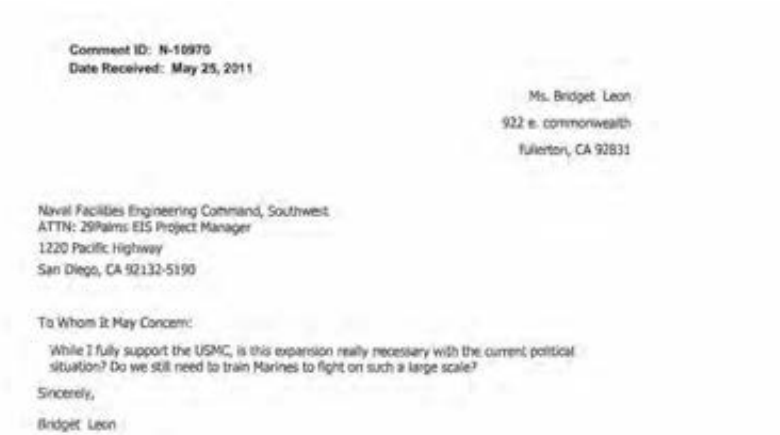 Comment ID: N-10970
Date Received: May 25, 2011
Ms. Bridget Leon
922 e. commonwealth
fullerton, CA 92831
Naval Facilities Engineering Command, Southwest
ATTN: 29Palms EIS Project Manager
1220 Pacific Highway
San Diego, CA 92132-5190
To Whom It May Concern:
While I fully support the USMC, is this expansion really necessary with the current political
situation? Do we still need to train Marines to fight on such a large scale?
Sincerely,
Bridget Leon